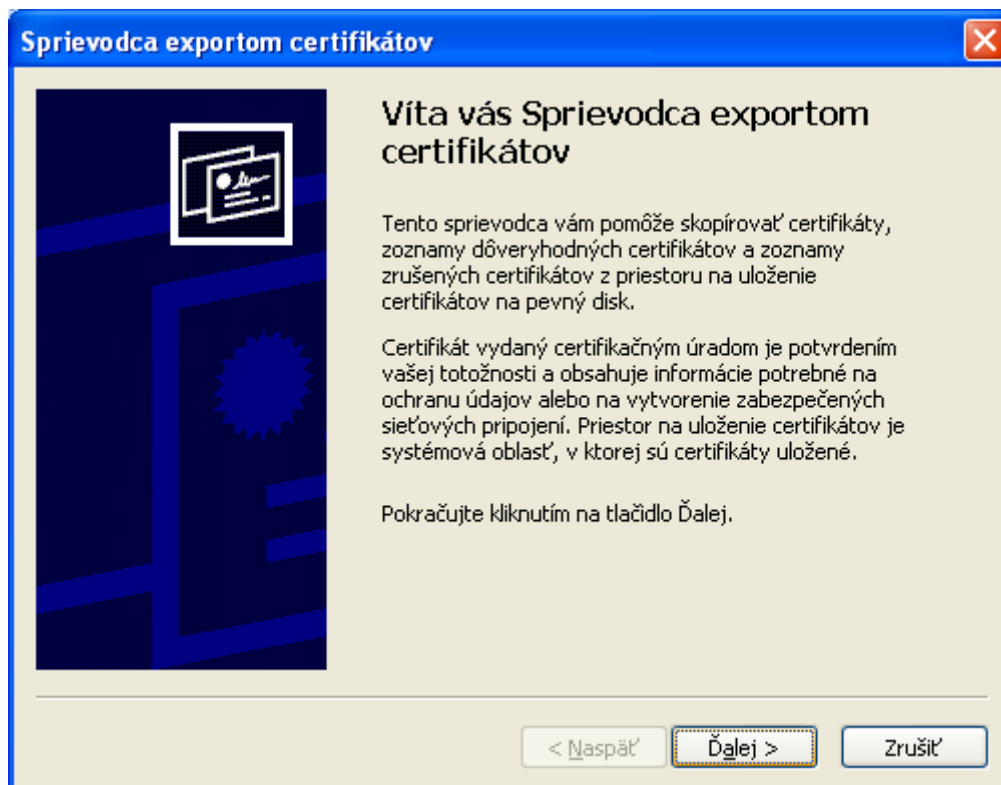 Sprievodca exportom certifikátov
Víta vás Sprievodca exportom
certifikátov
Tento sprievodca vám pomôže skopírovať certifikáty,
zoznamy dôveryhodných certifikátov a zoznamy
zrušených certifikátov z priestoru na uloženie
certifikátov na pevný disk.
Certifikát vydaný certifikačným úradom je potvrdením
vašej totožnosti a obsahuje informácie potrebné na
ochranu údajov alebo na vytvorenie zabezpečených
sieťových pripojení. Priestor na uloženie certifikátov je
systémová oblasť, v ktorej sú certifikáty uložené.
Pokračujte kliknutím na tlačidlo Ďalej.
< Naspäť
Ďalej >
Zrušiť